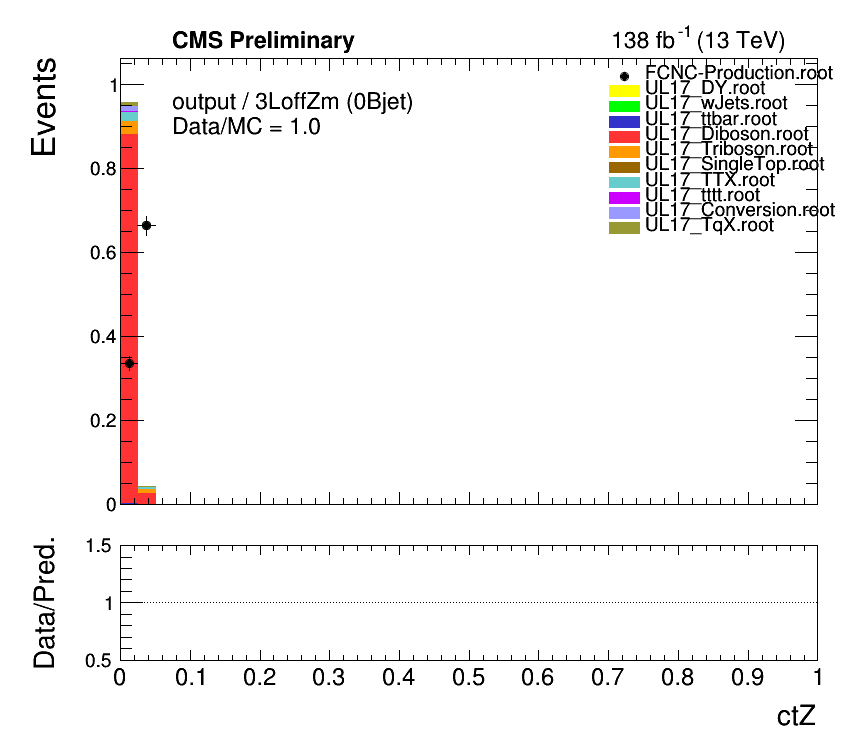 CMS Preliminary
138 fb-1 (13 TeV)
Events
output / 3LoffZm (0Bjet)
Data/MC = 1.0
FCNC-Production.root
UL17_DY.root
UL17_wJets.root
UL17_ttbar.root
UL17_Diboson.root
UL17_Triboson.root
UL17_SingleTop.root
UL17_TTX.root
UL17_tttt.root
UL17_Conversion.root
UL17_TqX.root
1
0.8
0.6
0.4
0.2
0
Data/Pred.
1.5
1
0.5
0 0.1 0.2 0.3 0.4 0.5 0.6 0.7 0.8 0.9 1
ctZ